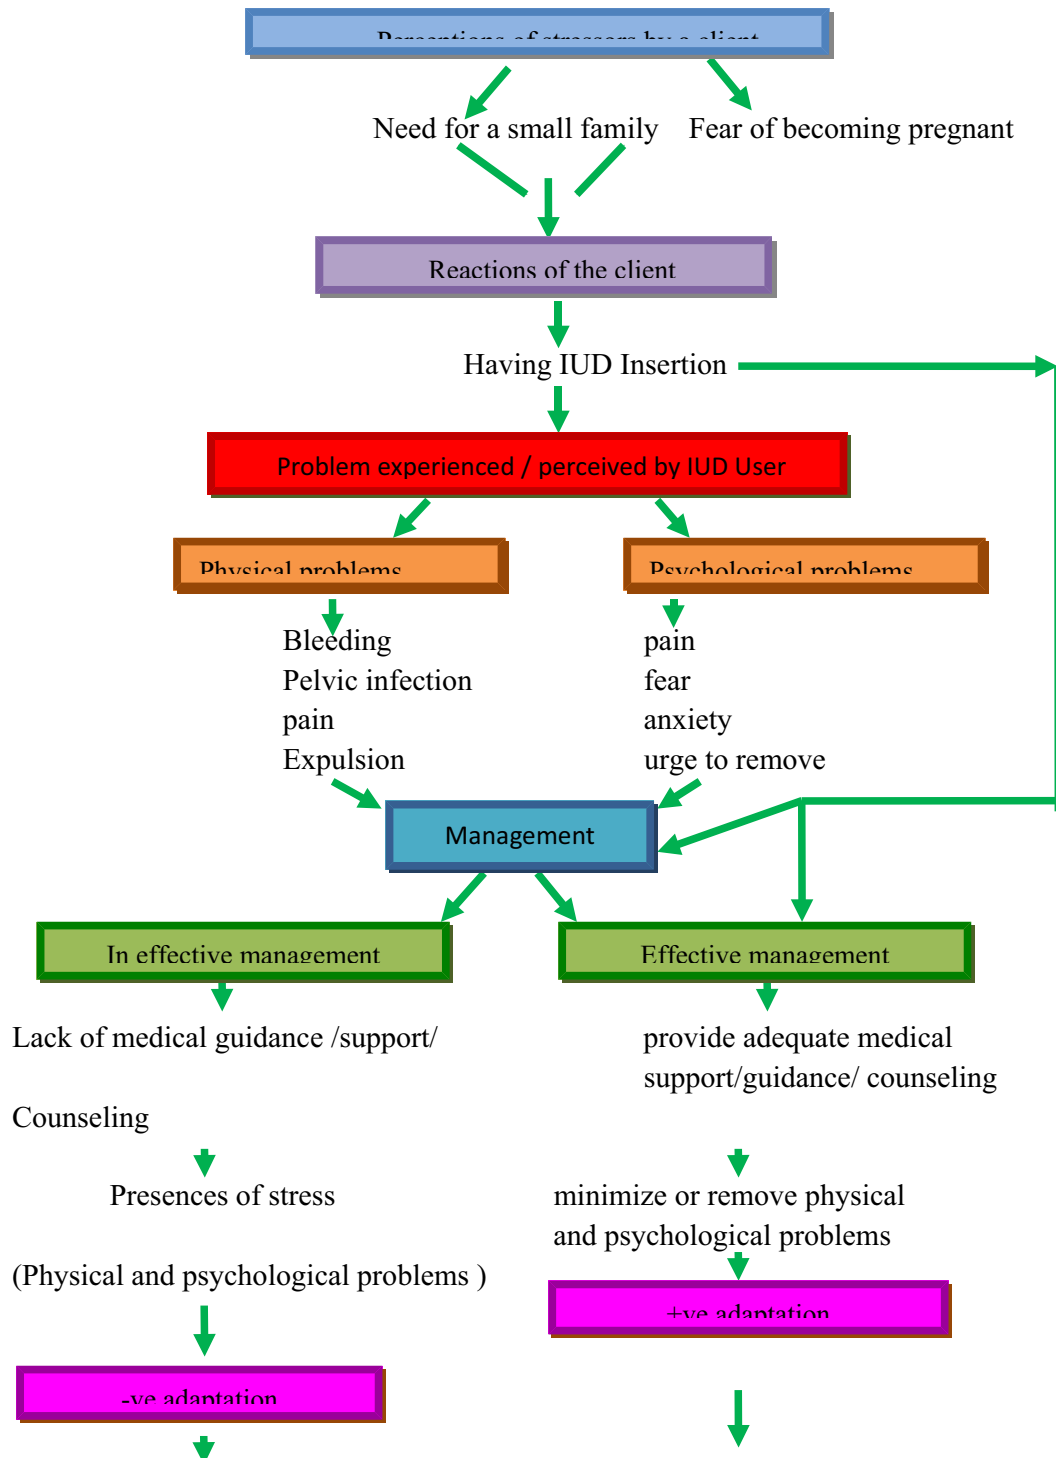 Perceptions of stressors by a client
Need for a small family Fear of becoming pregnant
Reactions of the client
Having IUD Insertion
Problem experienced / perceived by IUD User
Physical problems
Psychological problems
Bleeding
Pelvic infection
pain
Expulsion
pain
fear
anxiety
urge to remove
Management
In effective management
Effective management
Lack of medical guidance /support/
Counseling
provide adequate medical
support/guidance/ counseling
Presences of stress
(Physical and psychological problems )
minimize or remove physical
and psychological problems
+ve adaptation
-ve adaptation